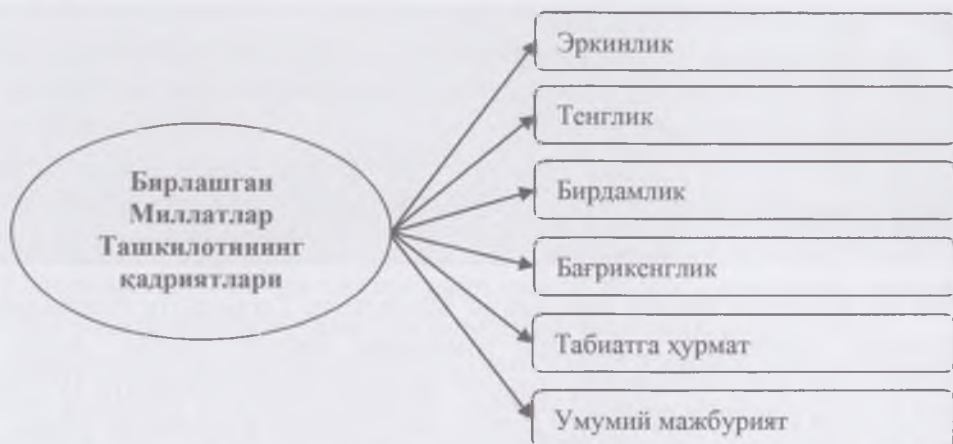 Бирлашган
Миллатлар
Ташкилотининг
қадриятлари
Эркинлик
Тенглик
Бирдамлик
Бағрикенглик
Табиатга ҳурмат
Умумий мажбурият